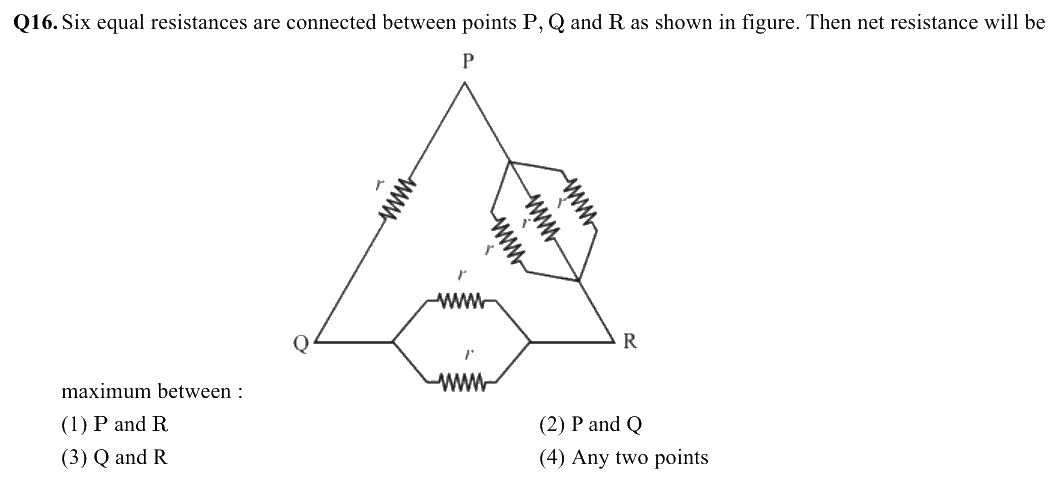 Q16. Six equal resistances are connected between points P, Q and R as shown in figure. Then net resistance will be
P
r
r
r
r
r
Q
R
r
maximum between :
(1) P and R
(2) P and Q
(3) Q and R
(4) Any two points